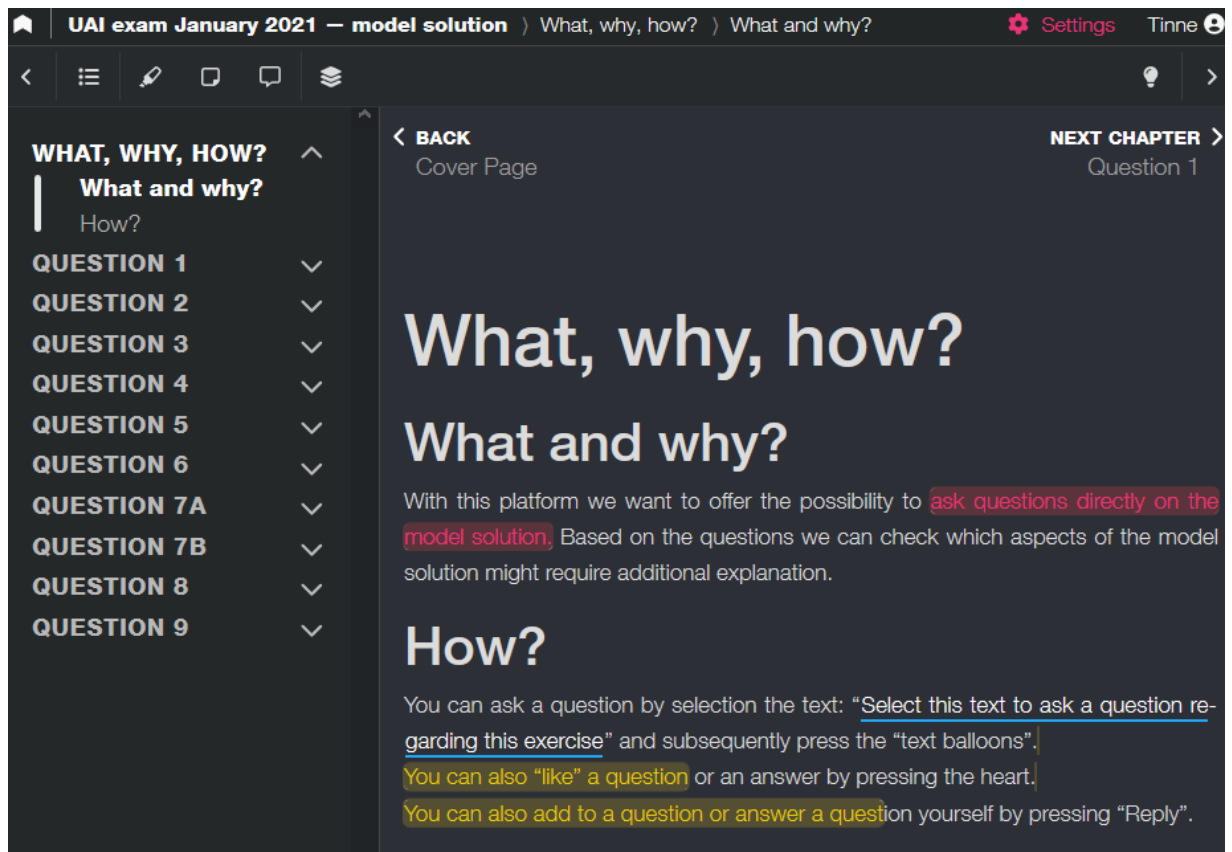 UAI exam January 2021 — model solution ⟩ What, why, how? ⟩ What and why? Settings Tinne
WHAT, WHY, HOW?
What and why?
How?
QUESTION 1
QUESTION 2
QUESTION 3
QUESTION 4
QUESTION 5
QUESTION 6
QUESTION 7A
QUESTION 7B
QUESTION 8
QUESTION 9
BACK
Cover Page
NEXT CHAPTER
Question 1
What, why, how?
What and why?
With this platform we want to offer the possibility to ask questions directly on the
model solution. Based on the questions we can check which aspects of the model
solution might require additional explanation.
How?
You can ask a question by selection the text: “Select this text to ask a question re-
garding this exercise” and subsequently press the “text balloons”.
You can also “like” a question or an answer by pressing the heart.
You can also add to a question or answer a question yourself by pressing “Reply”.